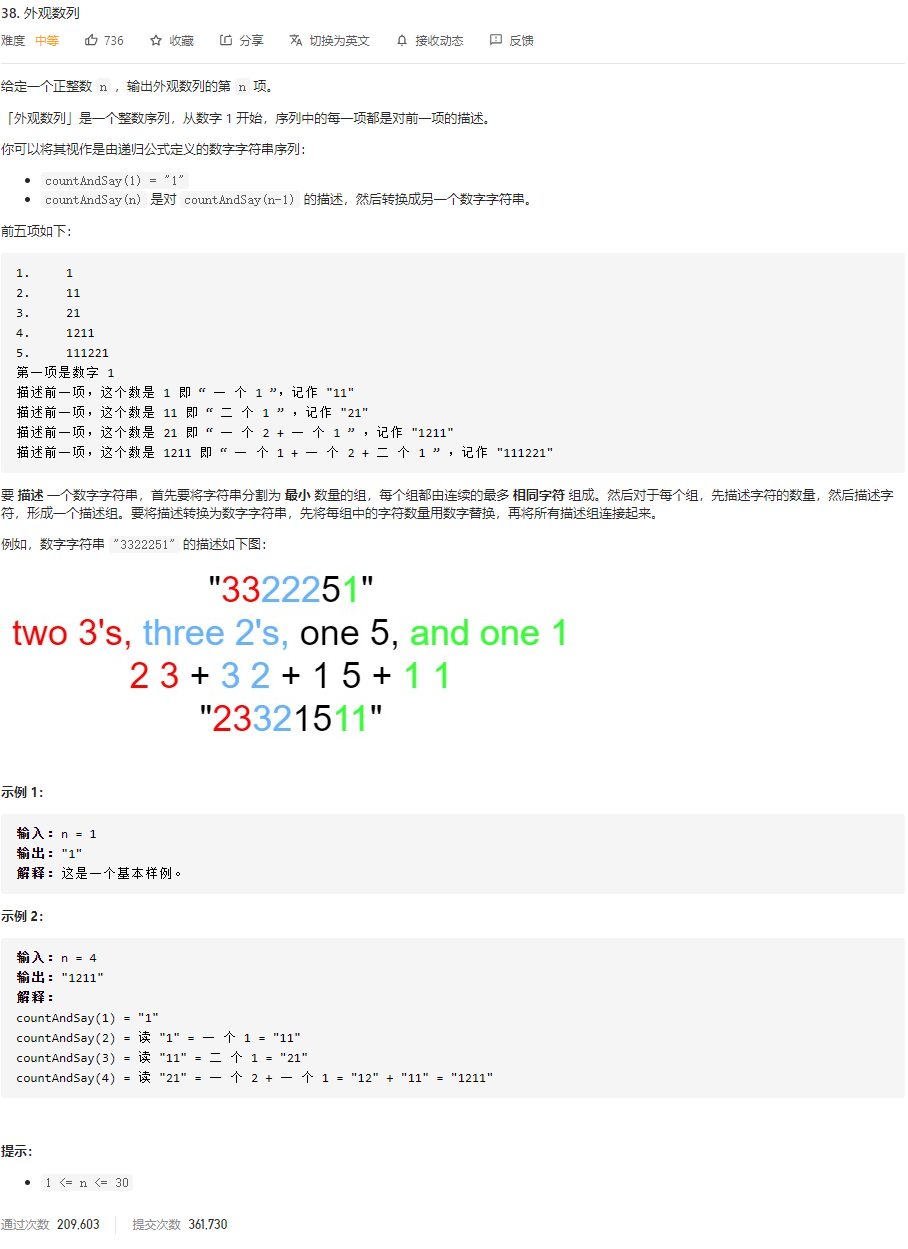 38. 外观数列
难度 中等 736 收藏 分享 切换为英文 接收动态 反馈
给定一个正整数 n ，输出外观数列的第 n 项。
「外观数列」是一个整数序列，从数字 1 开始，序列中的每一项都是对前一项的描述。
你可以将其视作是由递归公式定义的数字字符串序列：
• countAndSay(1) = "1"
• countAndSay(n) 是对 countAndSay(n-1) 的描述，然后转换成另一个数字字符串。
前五项如下：
1.     1
2.     11
3.     21
4.     1211
5.     111221
第一项是数字 1
描述前一项，这个数是 1 即 “ 一 个 1 ”，记作 "11"
描述前一项，这个数是 11 即 “ 二 个 1 ” ，记作 "21"
描述前一项，这个数是 21 即 “ 一 个 2 + 一 个 1 ” ，记作 "1211"
描述前一项，这个数是 1211 即 “ 一 个 1 + 一 个 2 + 二 个 1 ” ，记作 "111221"
要 描述 一个数字字符串，首先要将字符串分割为 最小 数量的组，每个组都由连续的最多 相同字符 组成。然后对于每个组，先描述字符的数量，然后描述字
符，形成一个描述组。要将描述转换为数字字符串，先将每组中的字符数量用数字替换，再将所有描述组连接起来。
例如，数字字符串 "3322251" 的描述如下图：
"3322251"
two 3's, three 2's, one 5, and one 1
2 3 + 3 2 + 1 5 + 1 1
"23321511"
示例 1：
输入：n = 1
输出："1"
解释：这是一个基本样例。
示例 2：
输入：n = 4
输出："1211"
解释：
countAndSay(1) = "1"
countAndSay(2) = 读 "1" = 一 个 1 = "11"
countAndSay(3) = 读 "11" = 二 个 1 = "21"
countAndSay(4) = 读 "21" = 一 个 2 + 一 个 1 = "12" + "11" = "1211"
提示：
• 1 <= n <= 30
通过次数 209,603 提交次数 361,730